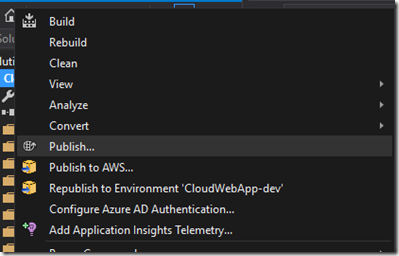 Build
Rebuild
Clean
View
Analyze
Convert
Publish...
Publish to AWS...
Republish to Environment 'CloudWebApp-dev'
Configure Azure AD Authentication...
Add Application Insights Telemetry...